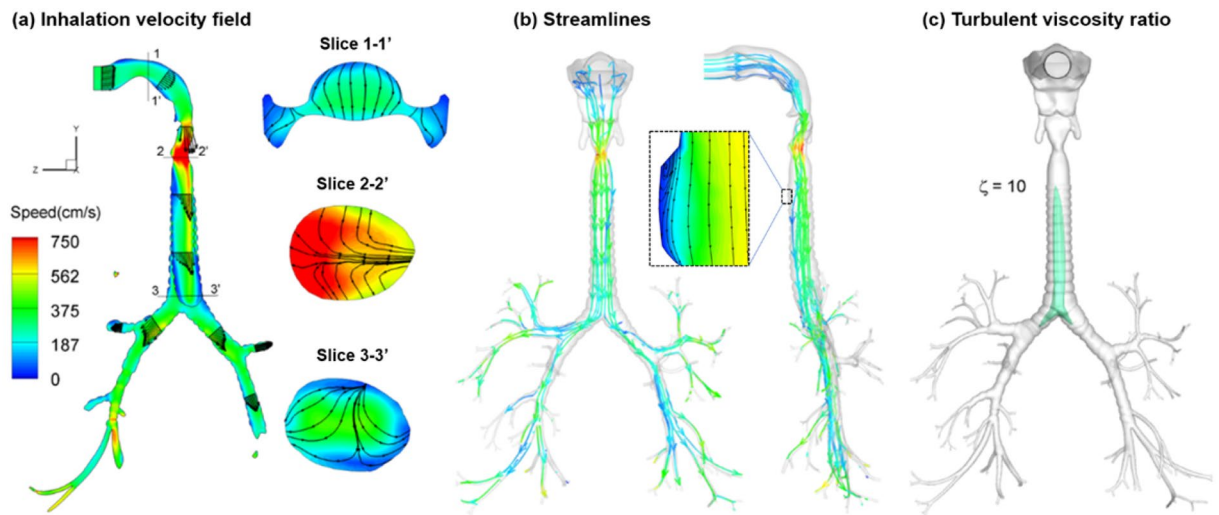 (a) Inhalation velocity field
1
1'
Slice 1-1’
Y
Z
X
2
2'
Speed(cm/s)
750
562
375
187
0
Slice 2-2’
3
3'
Slice 3-3’
(b) Streamlines
(c) Turbulent viscosity ratio
ζ = 10